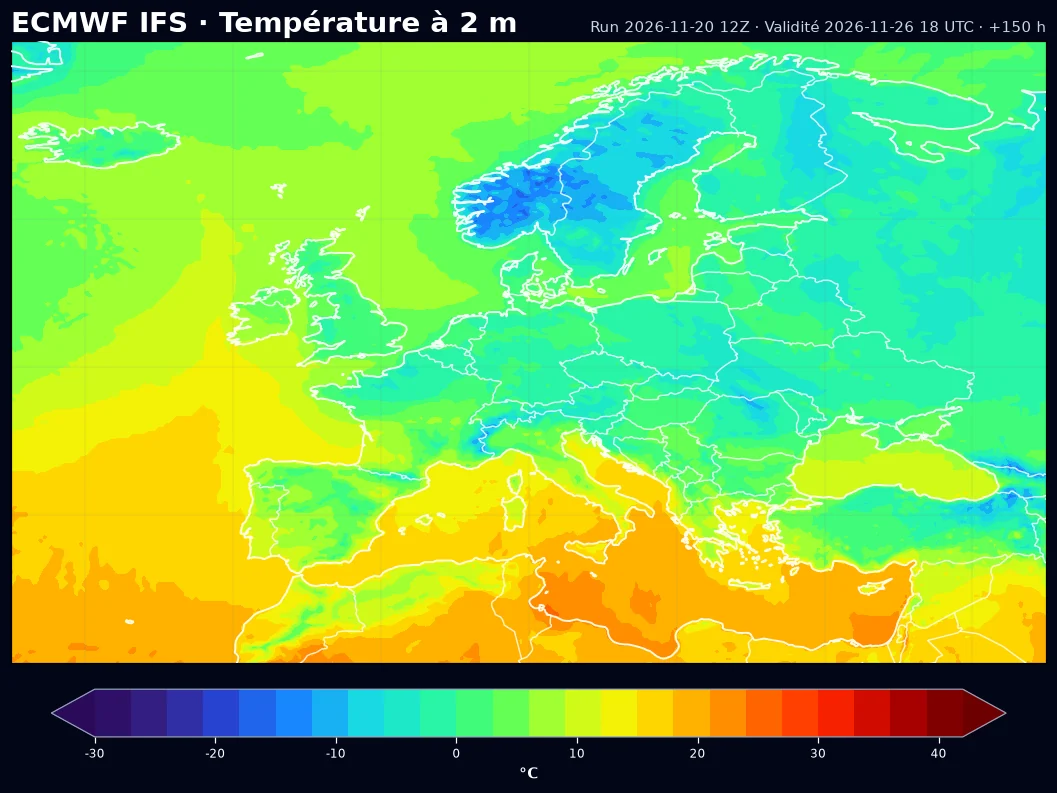 ECMWF IFS · Température à 2 m
Run 2026-11-20 12Z · Validité 2026-11-26 18 UTC · +150 h
-30 -20 -10 0 10 20 30 40
°C